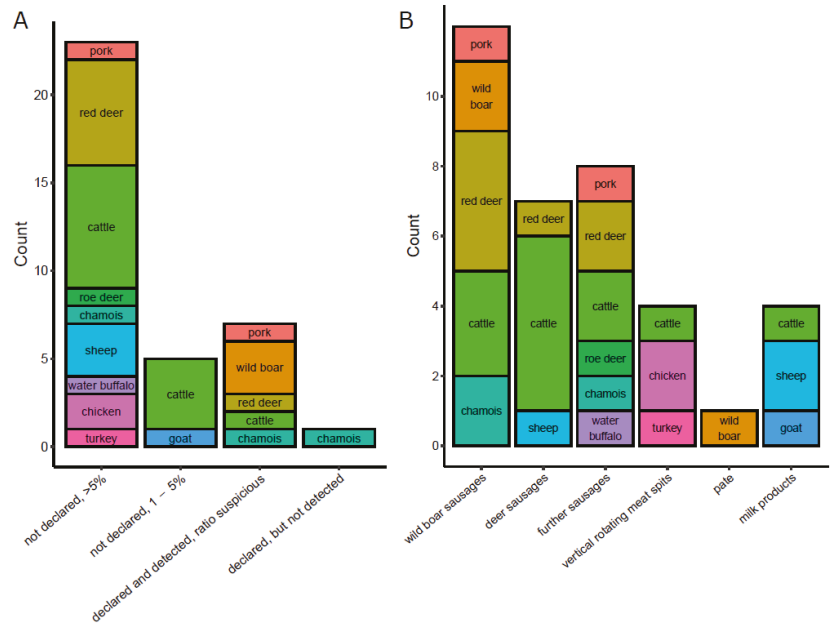 A
Count
20
15
10
5
0
pork
red deer
cattle
roe deer
chamois
sheep
water buffalo
chicken
turkey
cattle
goat
pork
wild boar
red deer
cattle
chamois
chamois
not declared, >5%
not declared, 1 – 5%
declared and detected, ratio suspicious
declared, but not detected
B
Count
10
8
6
4
2
0
pork
wild
boar
red deer
cattle
chamois
red deer
cattle
sheep
pork
red deer
cattle
roe deer
chamois
water
buffalo
cattle
chicken
turkey
wild
boar
cattle
sheep
goat
wild boar sausages
deer sausages
further sausages
vertical rotating meat spits
pate
milk products